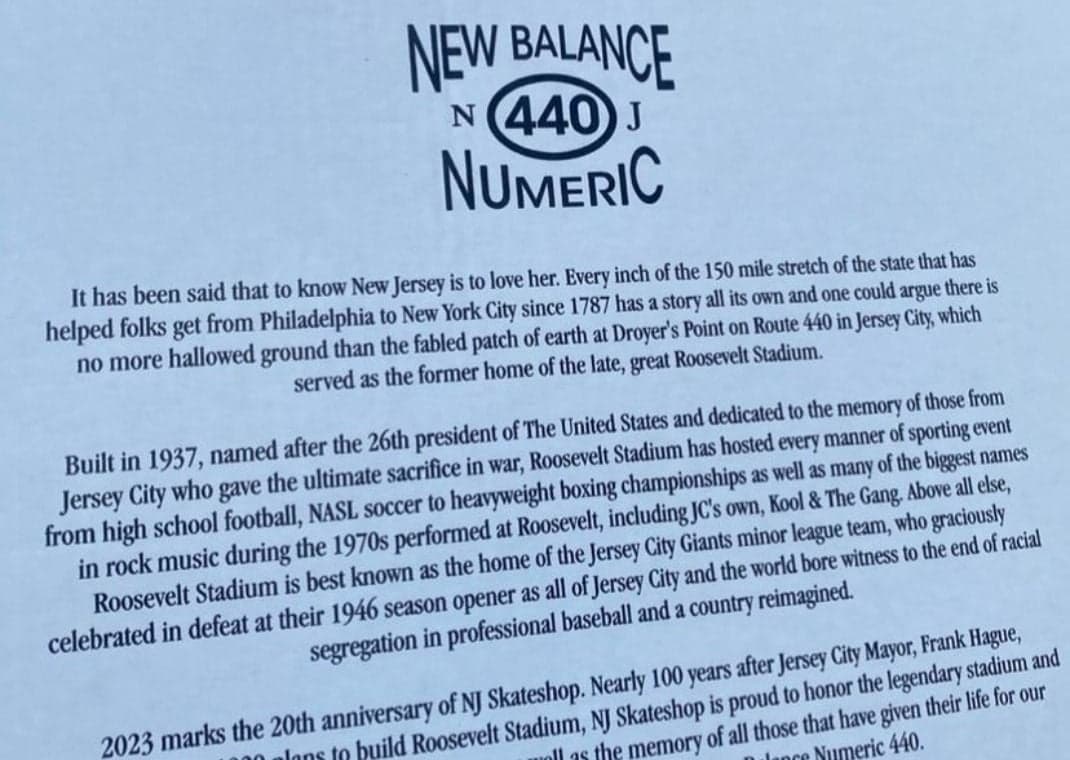 NEW BALANCE
N 440 J
NUMERIC
It has been said that to know New Jersey is to love her. Every inch of the 150 mile stretch of the state that has
helped folks get from Philadelphia to New York City since 1787 has a story all its own and one could argue there is
no more hallowed ground than the fabled patch of earth at Droyer's Point on Route 440 in Jersey City, which
served as the former home of the late, great Roosevelt Stadium.
Built in 1937, named after the 26th president of The United States and dedicated to the memory of those from
Jersey City who gave the ultimate sacrifice in war, Roosevelt Stadium has hosted every manner of sporting event
from high school football, NASL soccer to heavyweight boxing championships as well as many of the biggest names
in rock music during the 1970s performed at Roosevelt, including JC's own, Kool & The Gang. Above all else,
Roosevelt Stadium is best known as the home of the Jersey City Giants minor league team, who graciously
celebrated in defeat at their 1946 season opener as all of Jersey City and the world bore witness to the end of racial
segregation in professional baseball and a country reimagined.
2023 marks the 20th anniversary of NJ Skateshop. Nearly 100 years after Jersey City Mayor, Frank Hague,
plans to build Roosevelt Stadium, NJ Skateshop is proud to honor the legendary stadium and
as the memory of all those that have given their life for our
Numeric 440.